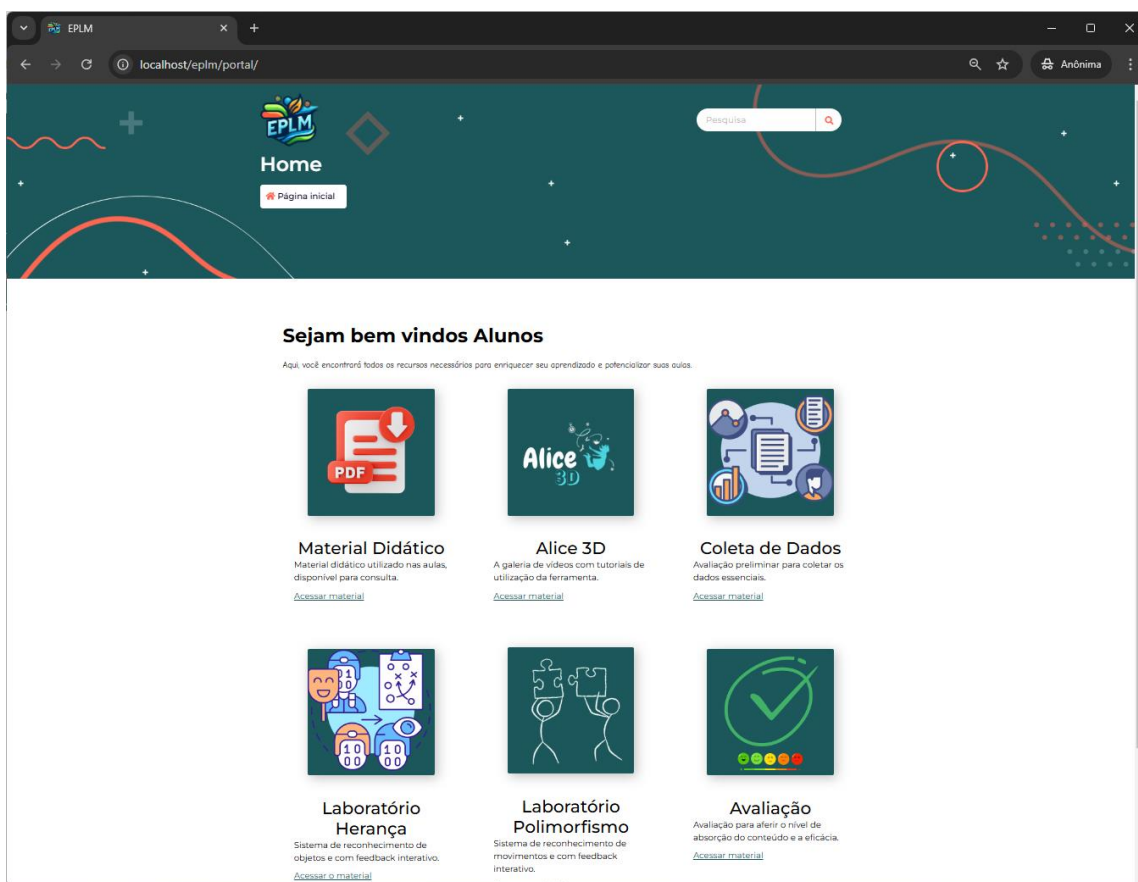 EPLM
localhost/eplm/portal/
Anônima
EPLM
Pesquisa
Home
Página inicial
Sejam bem vindos Alunos
Aqui, você encontrará todos os recursos necessários para enriquecer seu aprendizado e potencializar suas aulas.
PDF
Alice
3D
Material Didático
Material didático utilizado nas aulas,
disponível para consulta.
Acessar material
Alice 3D
A galeria de vídeos com tutoriais de
utilização da ferramenta.
Acessar material
Coleta de Dados
Avaliação preliminar para coletar os
dados essenciais.
Acessar material
Laboratório
Herança
Sistema de reconhecimento de
objetos e com feedback interativo.
Acessar o material
Laboratório
Polimorfismo
Sistema de reconhecimento de
movimentos e com feedback
interativo.
Avaliação
Avaliação para aferir o nível de
absorção do conteúdo e a eficácia.
Acessar material